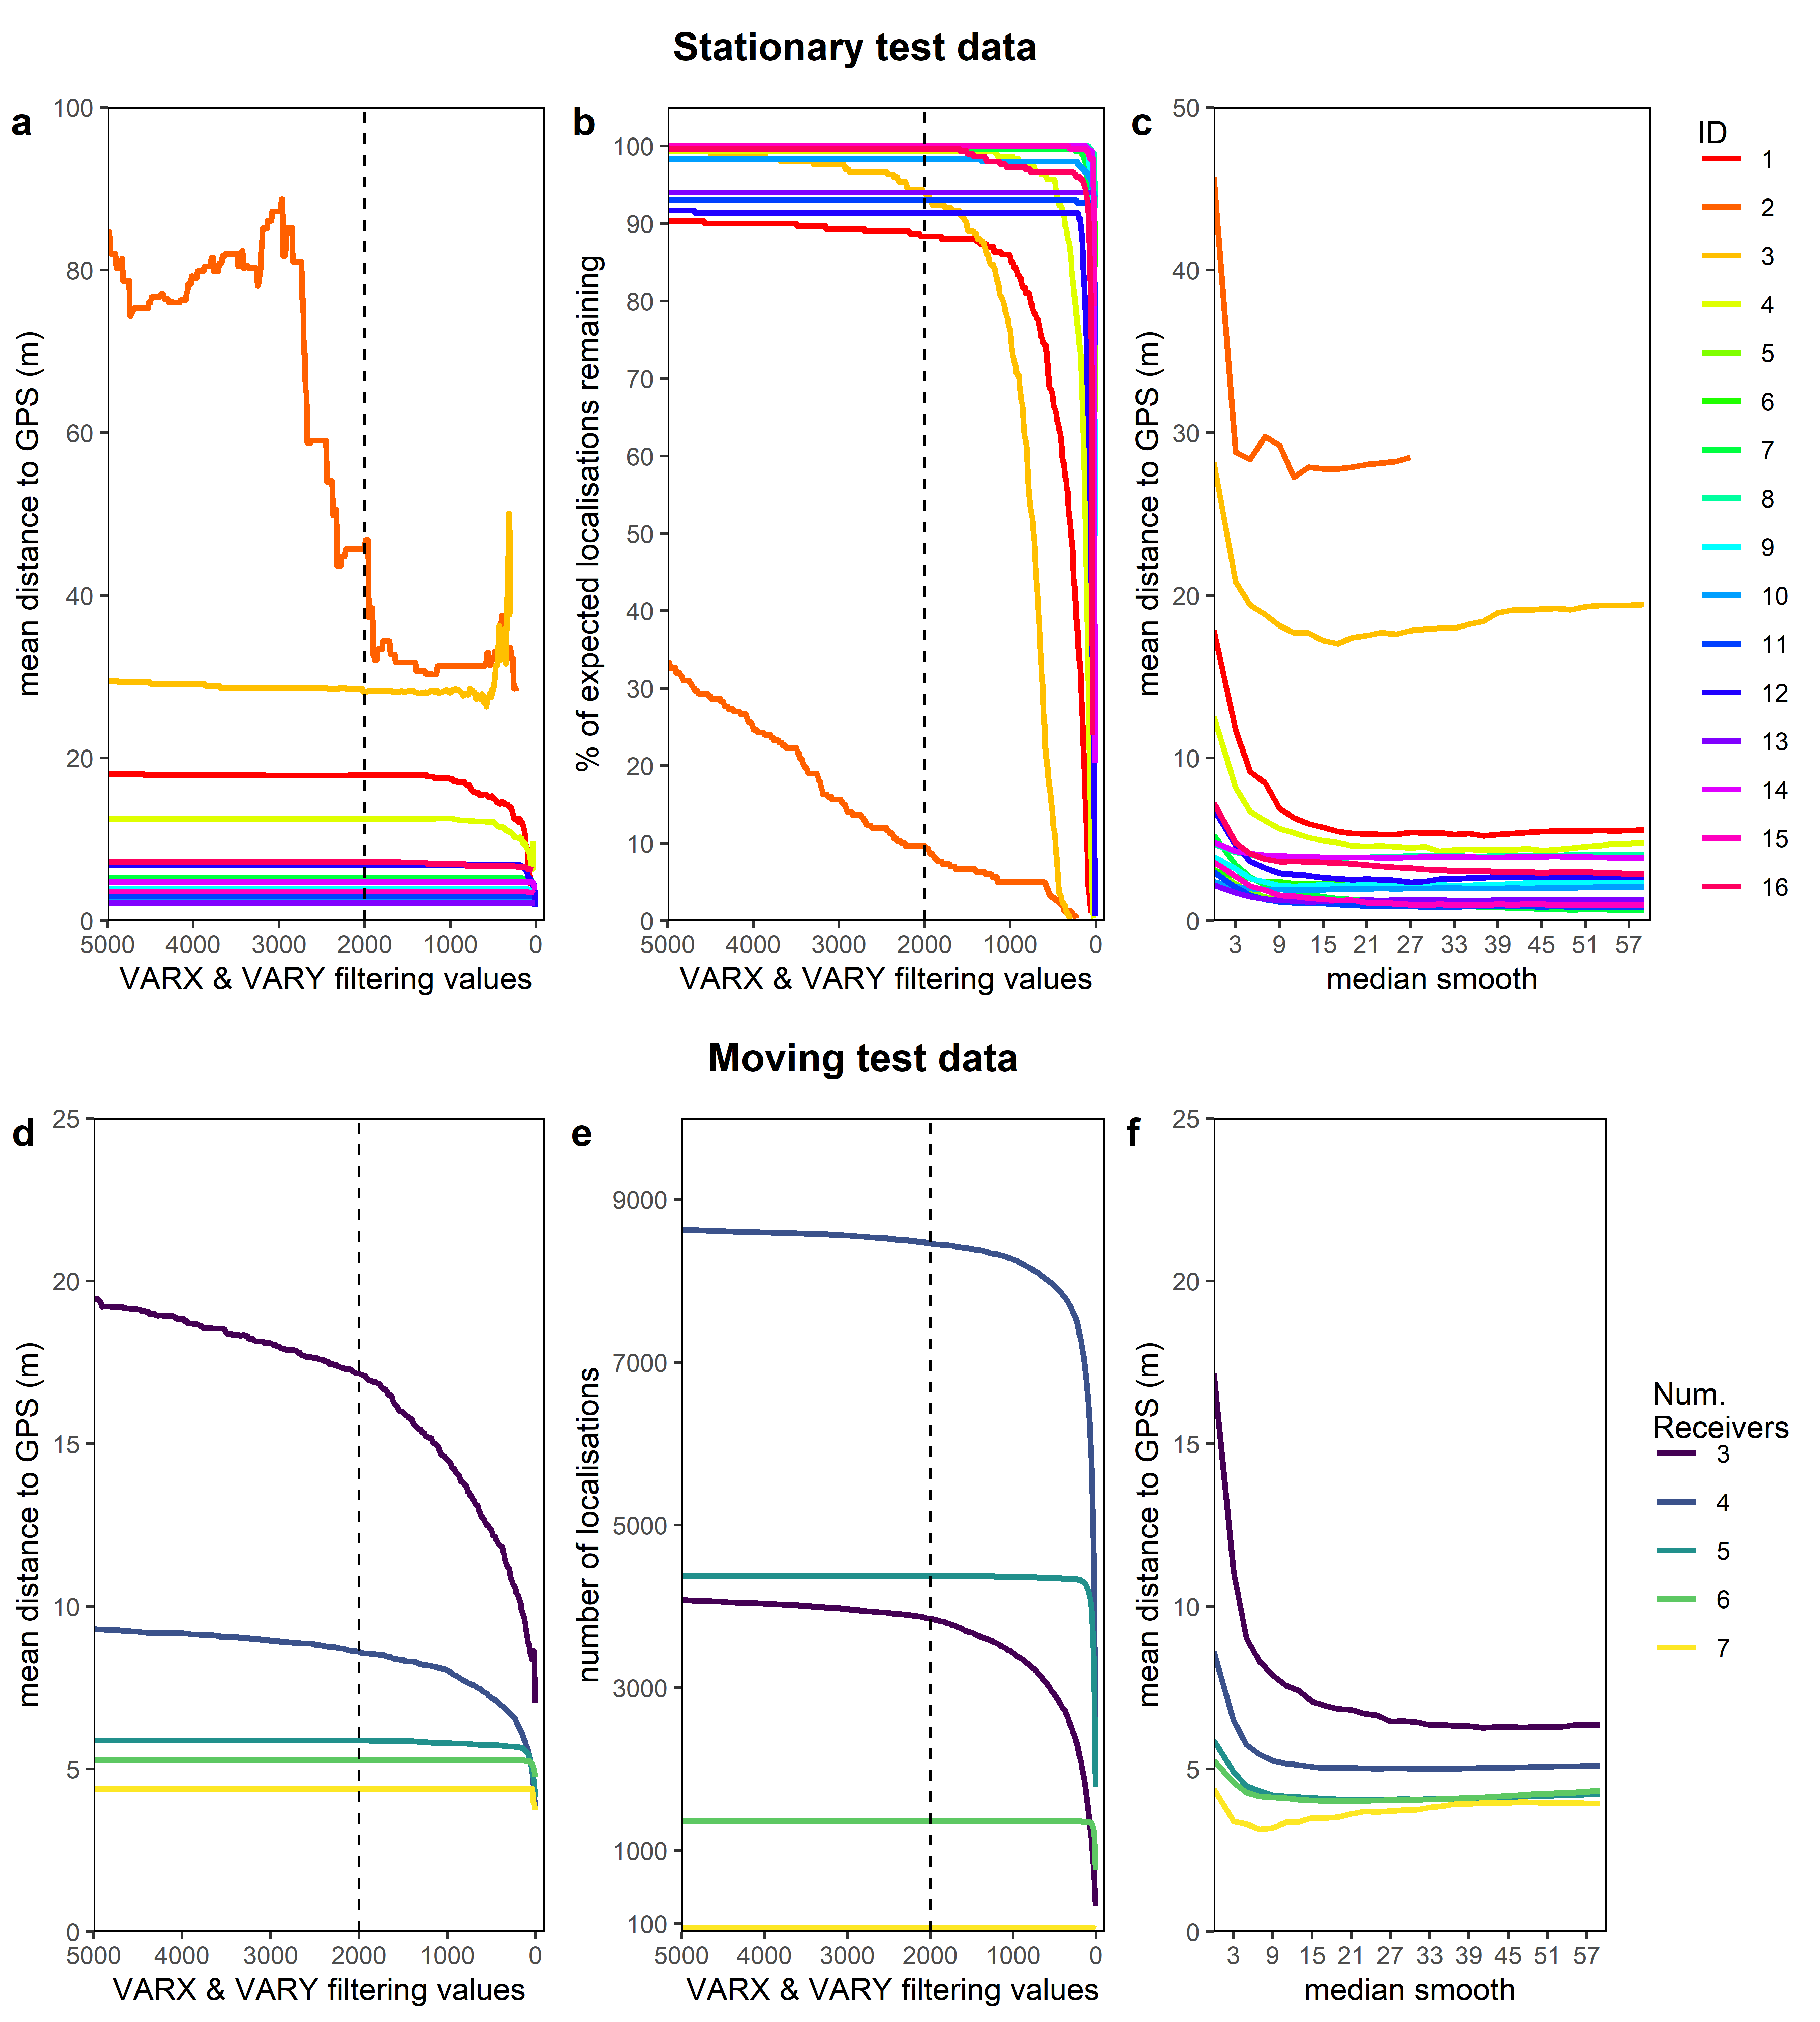 Stationary test data
a
mean distance to GPS (m)
100
80
60
40
20
0
5000 4000 3000 2000 1000 0
VARX & VARY filtering values
b
% of expected localisations remaining
100
90
80
70
60
50
40
30
20
10
0
5000 4000 3000 2000 1000 0
VARX & VARY filtering values
c
mean distance to GPS (m)
50
40
30
20
10
0
3 9 15 21 27 33 39 45 51 57
median smooth
ID
1
2
3
4
5
6
7
8
9
10
11
12
13
14
15
16
Moving test data
d
mean distance to GPS (m)
25
20
15
10
5
0
5000 4000 3000 2000 1000 0
VARX & VARY filtering values
e
number of localisations
9000
7000
5000
3000
1000
100
5000 4000 3000 2000 1000 0
VARX & VARY filtering values
f
mean distance to GPS (m)
25
20
15
10
5
0
3 9 15 21 27 33 39 45 51 57
median smooth
Num.
Receivers
3
4
5
6
7